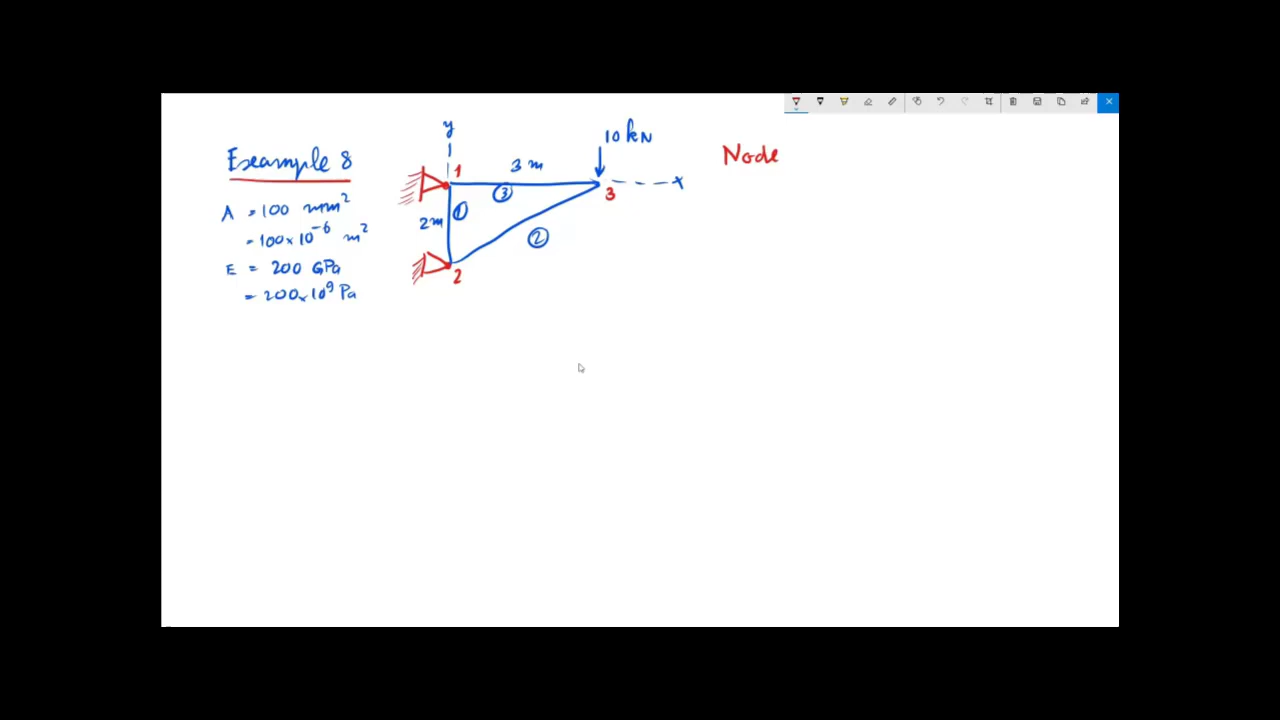 Example 8
A = 100 mm²
= 100 x 10⁻⁶ m²
E = 200 GPa
= 200 x 10⁹ Pa
y
10 kN
3 m
1
③
x
3
2 m
①
②
2
Node